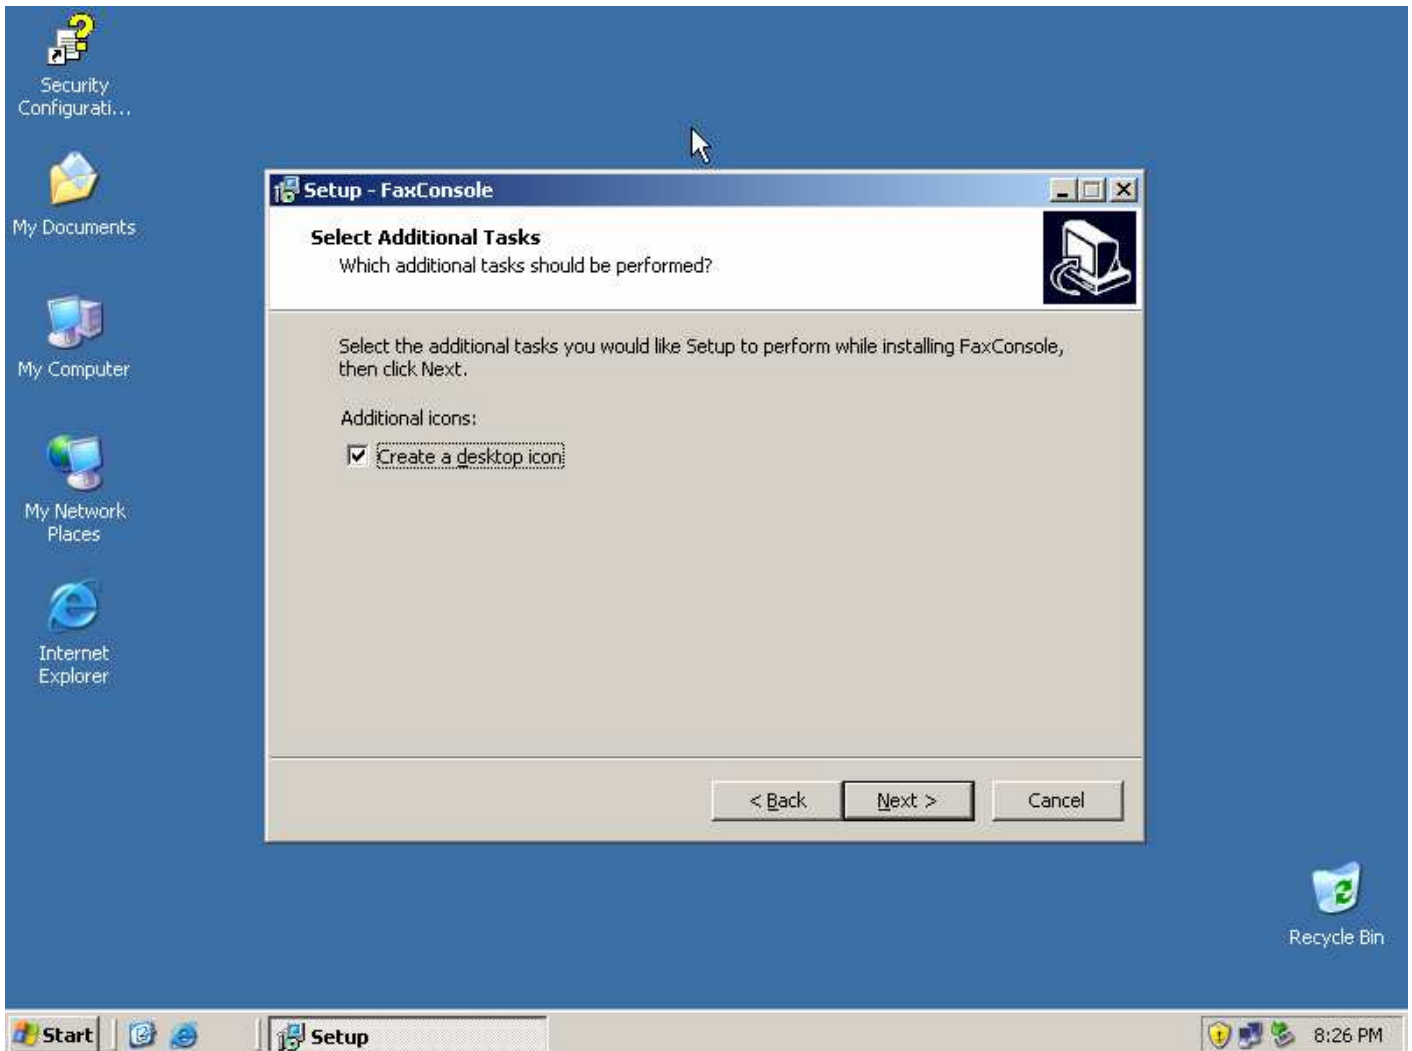 Security
Configurati...
My Documents
My Computer
My Network
Places
Internet
Explorer
Setup - FaxConsole
Select Additional Tasks
Which additional tasks should be performed?
Select the additional tasks you would like Setup to perform while installing FaxConsole,
then click Next.
Additional icons:
Create a desktop icon
< Back Next > Cancel
Recycle Bin
Start Setup 8:26 PM